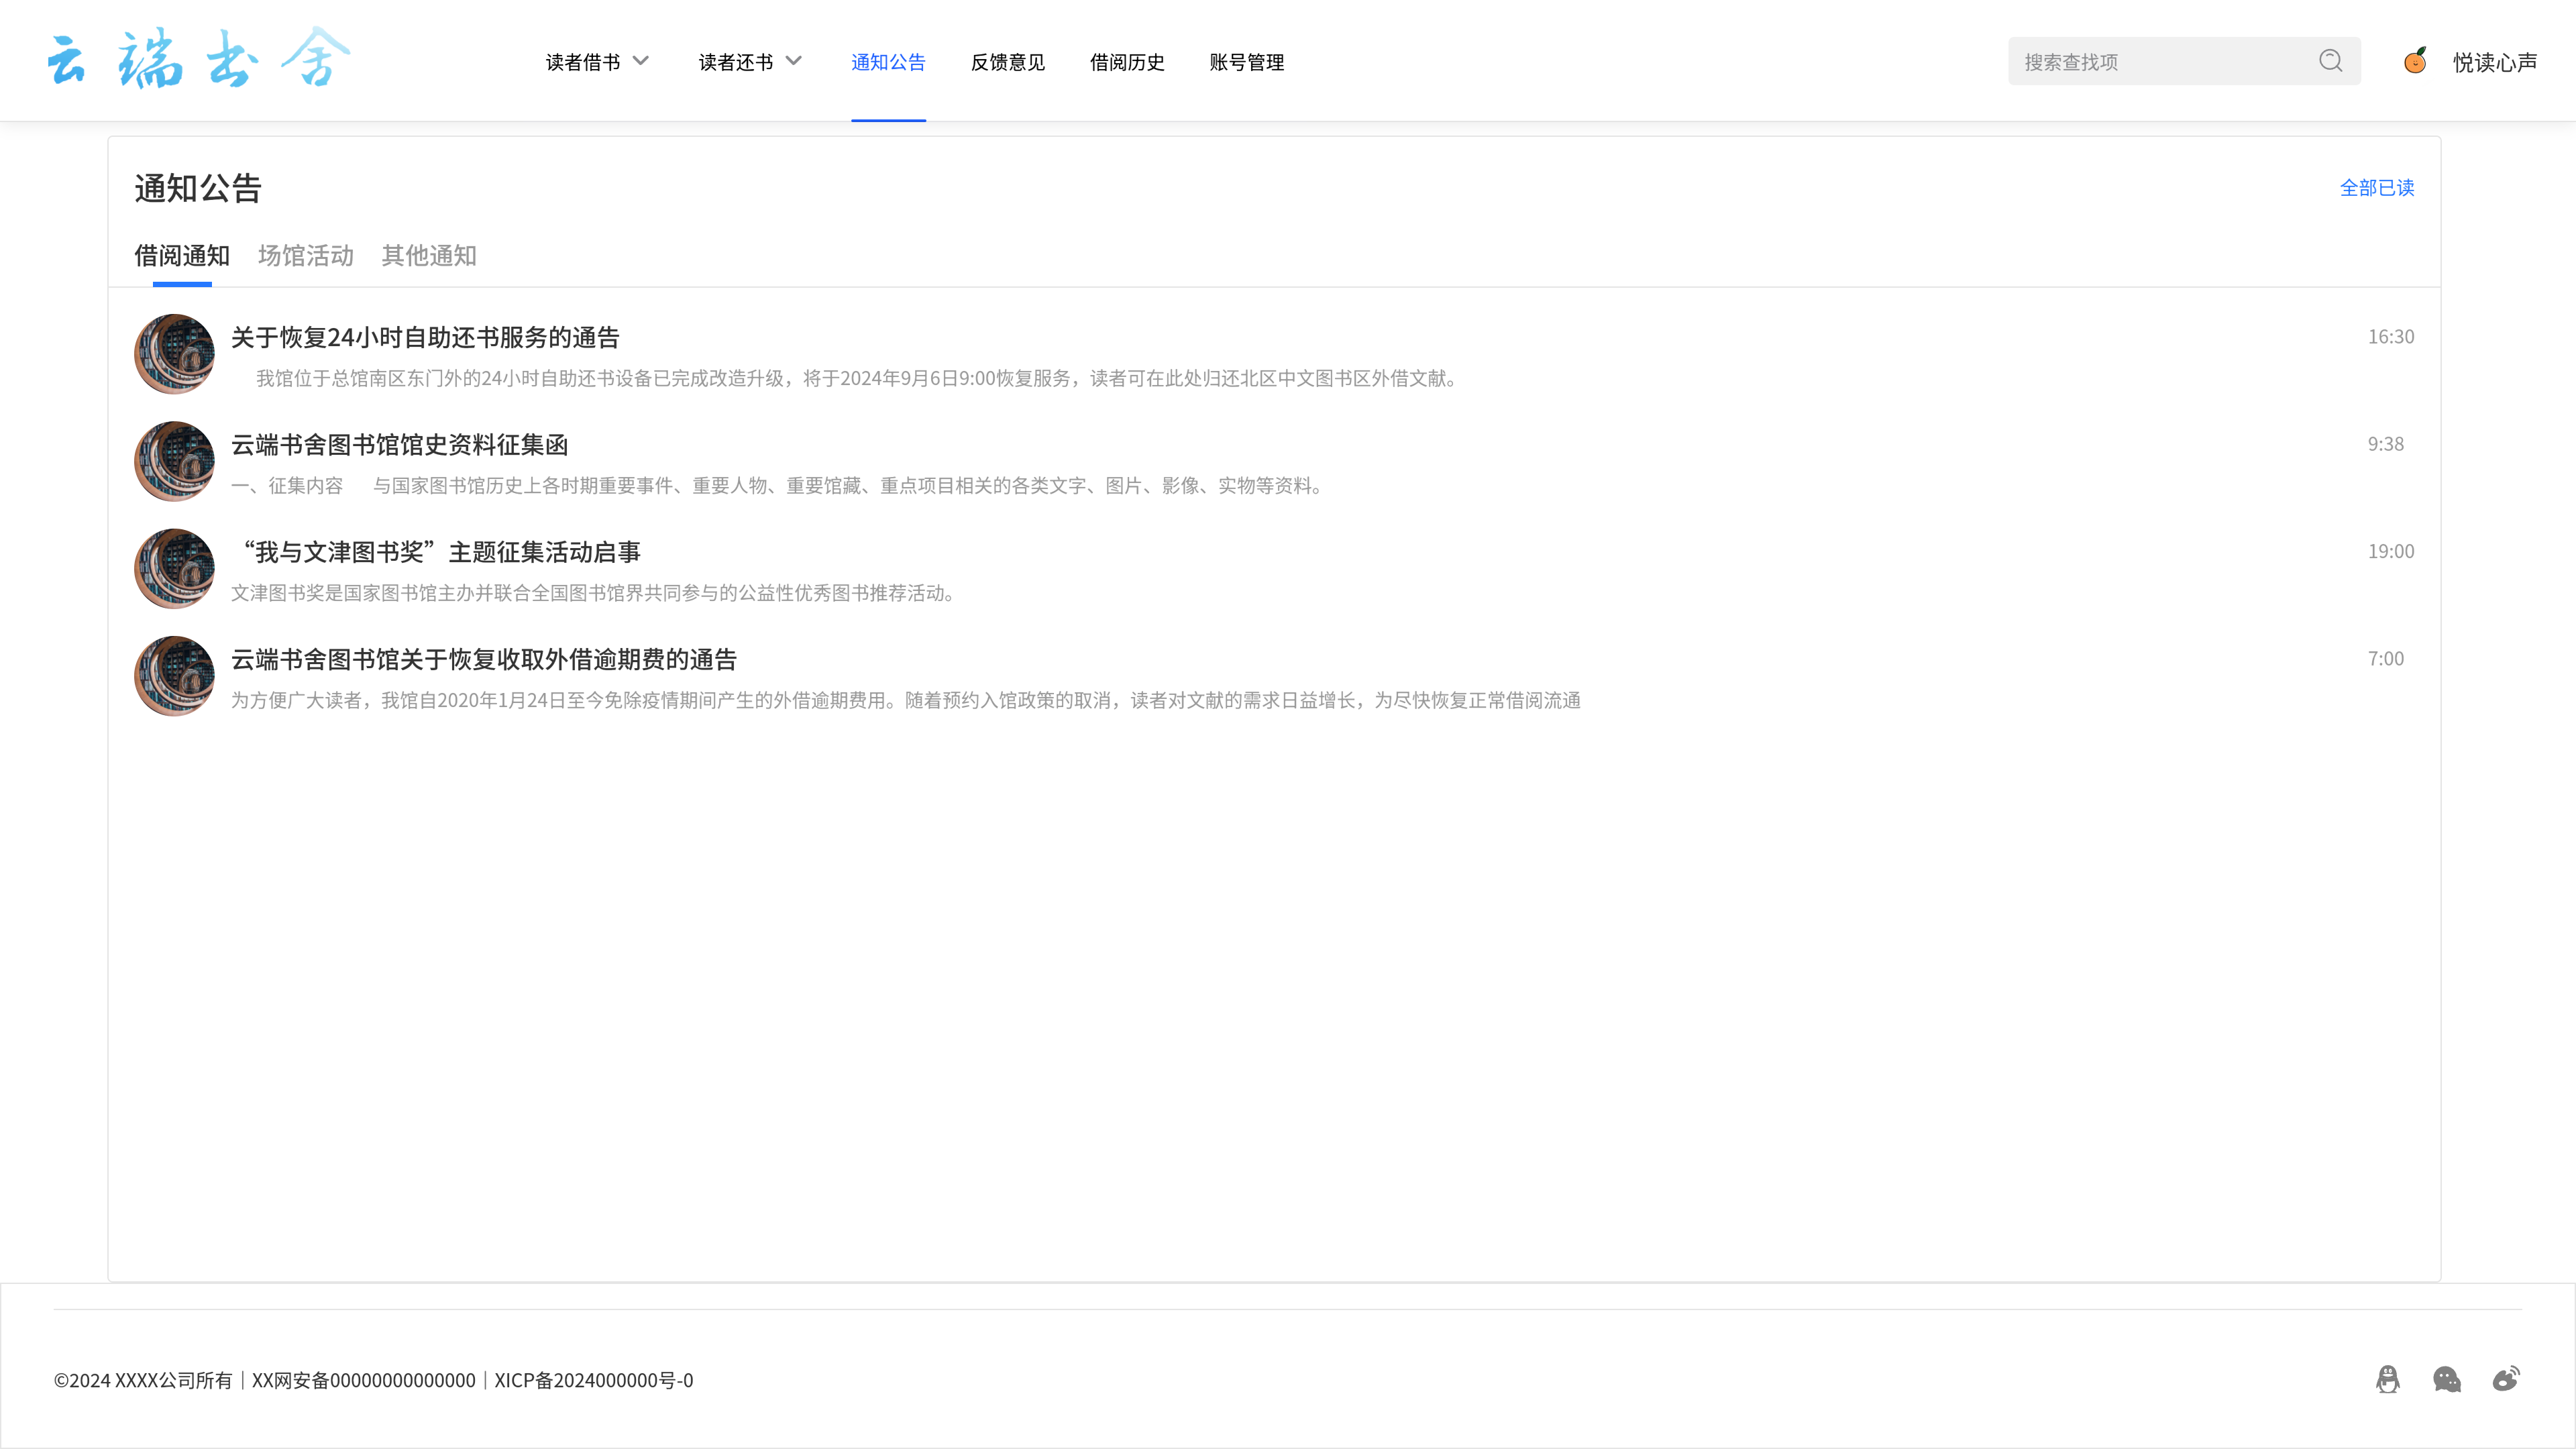 云端书舍
读者借书 读者还书 通知公告 反馈意见 借阅历史 账号管理 搜索查找项 悦读心声
通知公告 全部已读
借阅通知 场馆活动 其他通知
关于恢复24小时自助还书服务的通告 16:30
我馆位于总馆南区东门外的24小时自助还书设备已完成改造升级，将于2024年9月6日9:00恢复服务，读者可在此处归还北区中文图书区外借文献。
云端书舍图书馆馆史资料征集函 9:38
一、征集内容 与国家图书馆历史上各时期重要事件、重要人物、重要馆藏、重点项目相关的各类文字、图片、影像、实物等资料。
“我与文津图书奖”主题征集活动启事 19:00
文津图书奖是国家图书馆主办并联合全国图书馆界共同参与的公益性优秀图书推荐活动。
云端书舍图书馆关于恢复收取外借逾期费的通告 7:00
为方便广大读者，我馆自2020年1月24日至今免除疫情期间产生的外借逾期费用。随着预约入馆政策的取消，读者对文献的需求日益增长，为尽快恢复正常借阅流通
©2024 XXXX公司所有｜XX网安备00000000000000｜XICP备2024000000号-0